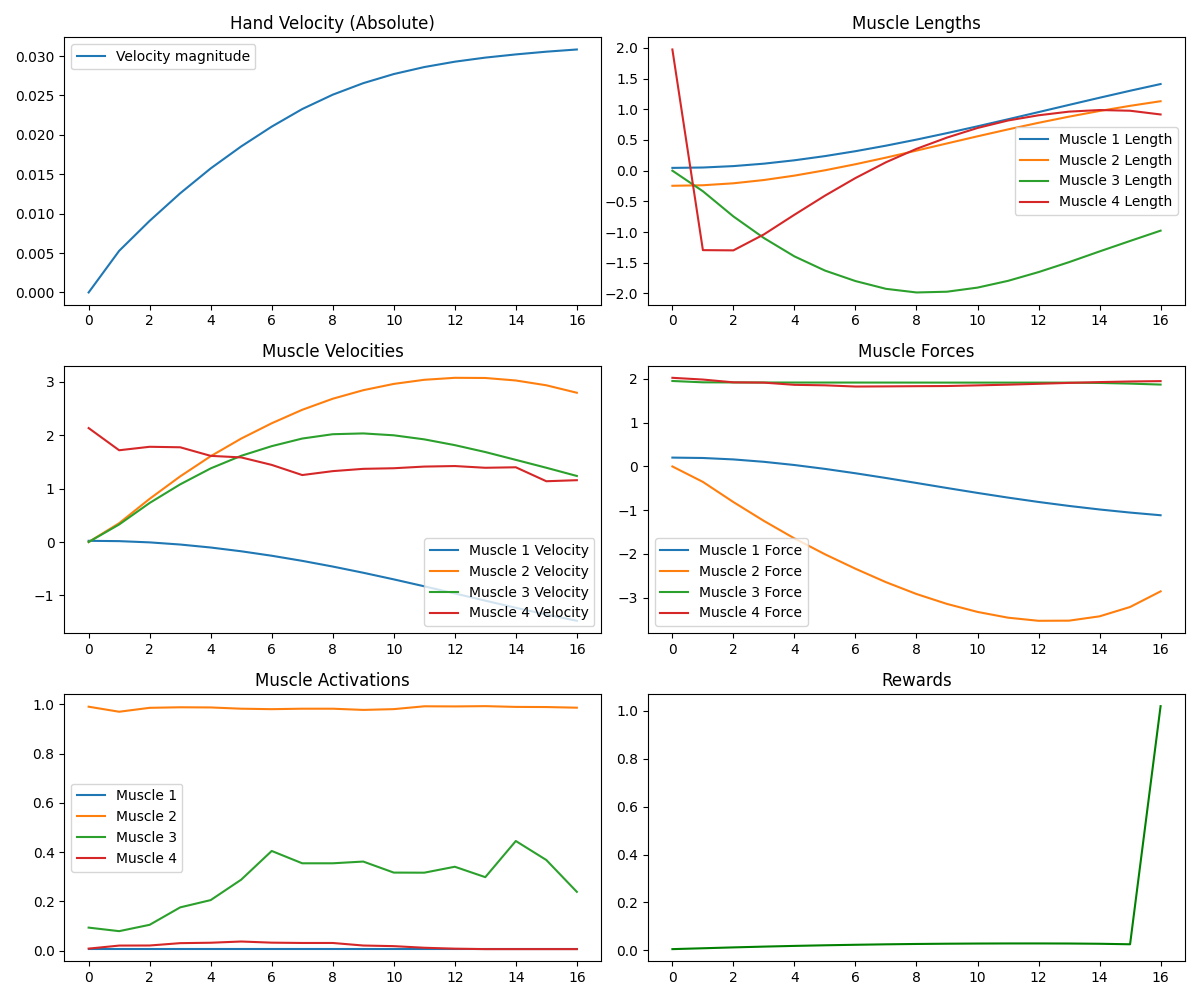 Hand Velocity (Absolute)
Velocity magnitude
0.030
0.025
0.020
0.015
0.010
0.005
0.000
0 2 4 6 8 10 12 14 16
Muscle Lengths
2.0
1.5
1.0
0.5
0.0
−0.5
−1.0
−1.5
−2.0
Muscle 1 Length
Muscle 2 Length
Muscle 3 Length
Muscle 4 Length
0 2 4 6 8 10 12 14 16
Muscle Velocities
3
2
1
0
−1
Muscle 1 Velocity
Muscle 2 Velocity
Muscle 3 Velocity
Muscle 4 Velocity
0 2 4 6 8 10 12 14 16
Muscle Forces
2
1
0
−1
−2
−3
Muscle 1 Force
Muscle 2 Force
Muscle 3 Force
Muscle 4 Force
0 2 4 6 8 10 12 14 16
Muscle Activations
1.0
0.8
0.6
0.4
0.2
0.0
Muscle 1
Muscle 2
Muscle 3
Muscle 4
0 2 4 6 8 10 12 14 16
Rewards
1.0
0.8
0.6
0.4
0.2
0.0
0 2 4 6 8 10 12 14 16